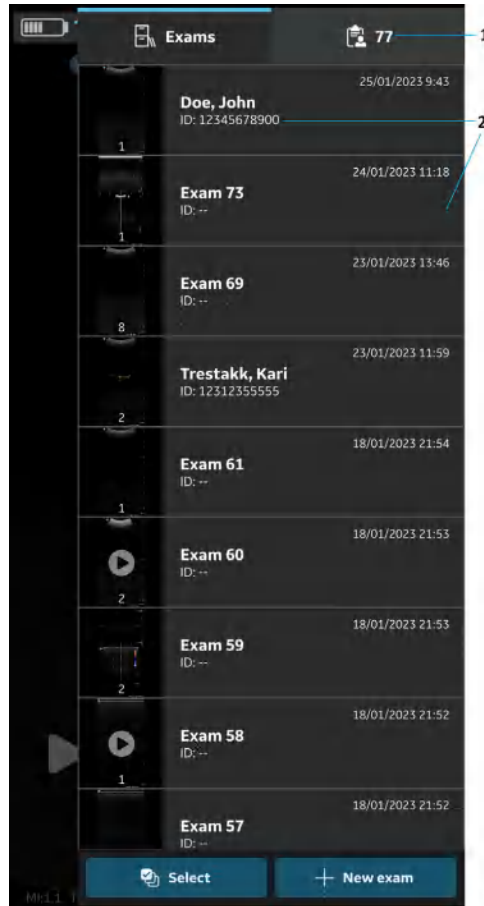 Exams
77
1
25/01/2023 9:43
Doe, John
ID: 12345678900
2
1
24/01/2023 11:18
Exam 73
ID: --
1
23/01/2023 13:46
Exam 69
ID: --
8
23/01/2023 11:59
Trestakk, Kari
ID: 12312355555
2
18/01/2023 21:54
Exam 61
ID: --
1
18/01/2023 21:53
Exam 60
ID: --
2
18/01/2023 21:53
Exam 59
ID: --
2
18/01/2023 21:52
Exam 58
ID: --
1
18/01/2023 21:52
Exam 57
ID: --
Select
New exam
MI:1.1